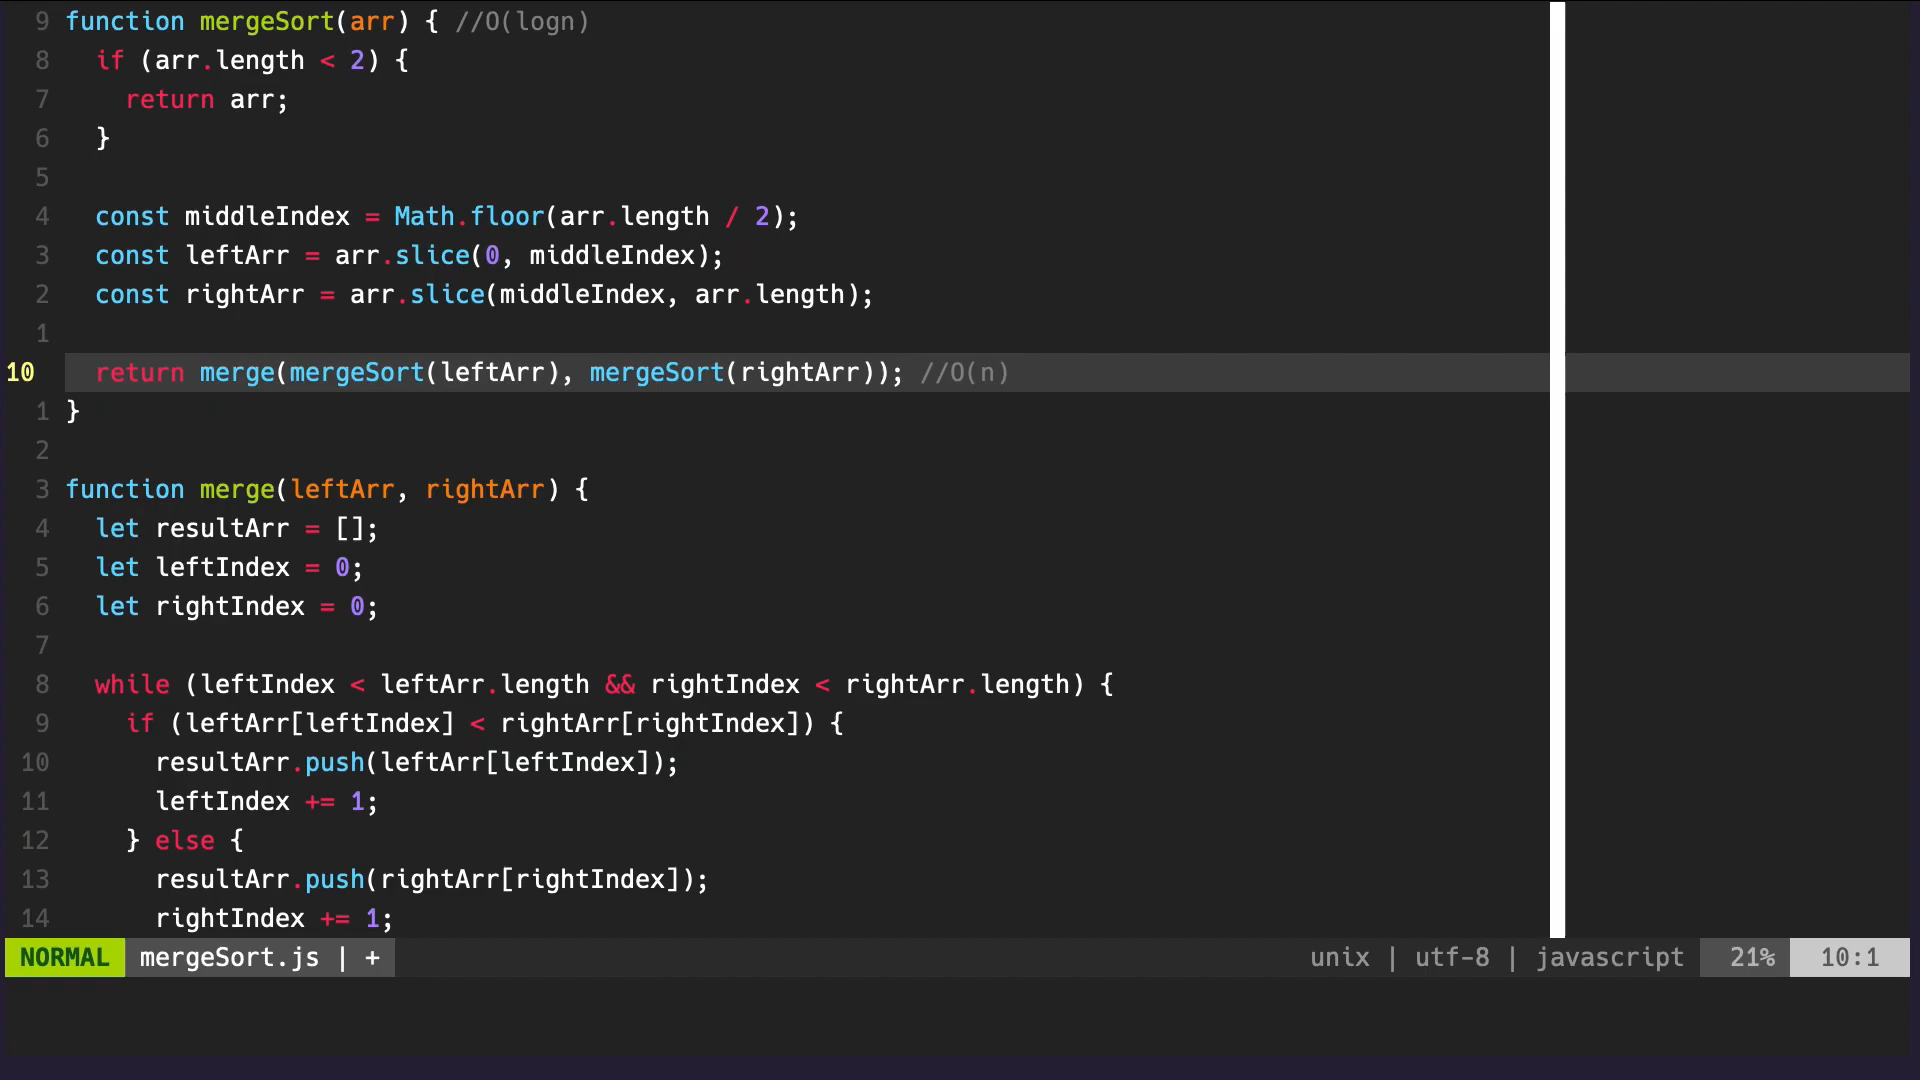 9 function mergeSort(arr) { //O(logn)
8   if (arr.length < 2) {
7     return arr;
6   }
5
4   const middleIndex = Math.floor(arr.length / 2);
3   const leftArr = arr.slice(0, middleIndex);
2   const rightArr = arr.slice(middleIndex, arr.length);
1
10   return merge(mergeSort(leftArr), mergeSort(rightArr)); //O(n)
1 }
2
3 function merge(leftArr, rightArr) {
4   let resultArr = [];
5   let leftIndex = 0;
6   let rightIndex = 0;
7
8   while (leftIndex < leftArr.length && rightIndex < rightArr.length) {
9     if (leftArr[leftIndex] < rightArr[rightIndex]) {
10       resultArr.push(leftArr[leftIndex]);
11       leftIndex += 1;
12     } else {
13       resultArr.push(rightArr[rightIndex]);
14       rightIndex += 1;
NORMAL mergeSort.js | + unix | utf-8 | javascript 21% 10:1